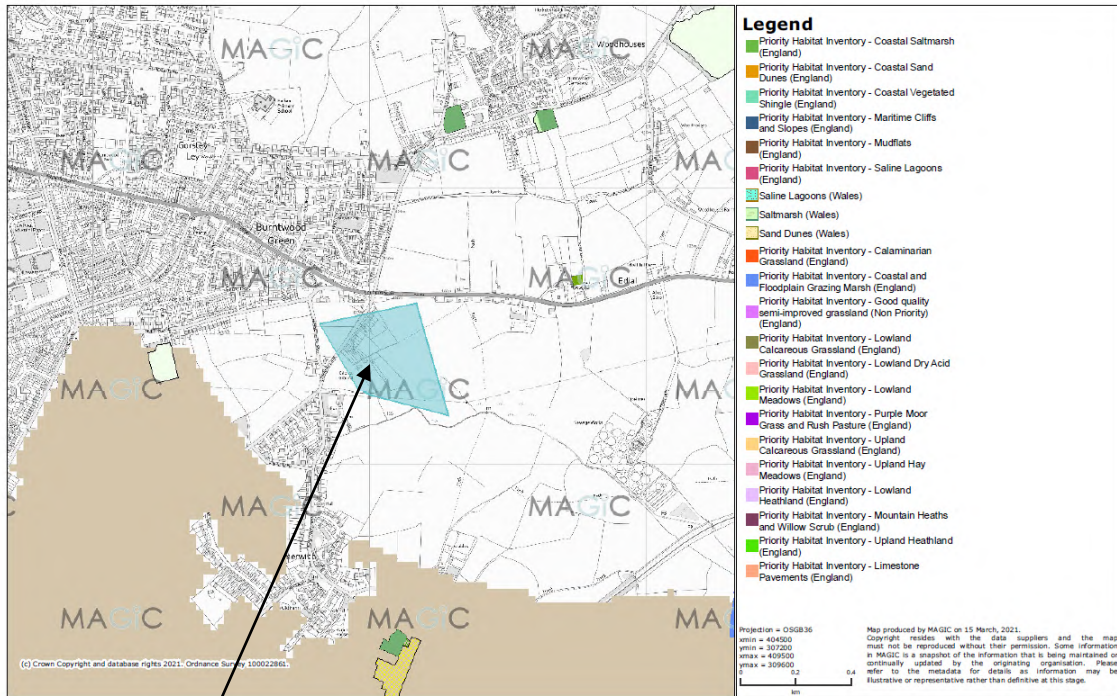 MAGiC MAGiC MAGiC MAGiC
Woodhouses
Gorsley
Ley
MAGiC MAGiC MAGiC MAGiC
Burntwood
Green
MAGiC MAGiC MAGiC MAGiC
Edial
MAGiC MAGiC MAGiC MAGiC
MAGiC MAGiC MAGiC MAGiC
MAGiC MAGiC MAGiC MAGiC
(c) Crown Copyright and database rights 2021. Ordnance Survey 100022861.
Legend
Priority Habitat Inventory - Coastal Saltmarsh
(England)
Priority Habitat Inventory - Coastal Sand
Dunes (England)
Priority Habitat Inventory - Coastal Vegetated
Shingle (England)
Priority Habitat Inventory - Maritime Cliffs
and Slopes (England)
Priority Habitat Inventory - Mudflats
(England)
Priority Habitat Inventory - Saline Lagoons
(England)
Saline Lagoons (Wales)
Saltmarsh (Wales)
Sand Dunes (Wales)
Priority Habitat Inventory - Calaminarian
Grassland (England)
Priority Habitat Inventory - Coastal and
Floodplain Grazing Marsh (England)
Priority Habitat Inventory - Good quality
semi-improved grassland (Non Priority)
(England)
Priority Habitat Inventory - Lowland
Calcareous Grassland (England)
Priority Habitat Inventory - Lowland Dry Acid
Grassland (England)
Priority Habitat Inventory - Lowland
Meadows (England)
Priority Habitat Inventory - Purple Moor
Grass and Rush Pasture (England)
Priority Habitat Inventory - Upland
Calcareous Grassland (England)
Priority Habitat Inventory - Upland Hay
Meadows (England)
Priority Habitat Inventory - Lowland
Heathland (England)
Priority Habitat Inventory - Mountain Heaths
and Willow Scrub (England)
Priority Habitat Inventory - Upland Heathland
(England)
Priority Habitat Inventory - Limestone
Pavements (England)
Projection = OSGB36
xmin = 404500
ymin = 307200
xmax = 409500
ymax = 309600
0 0.2 0.4
km
Map produced by MAGIC on 15 March, 2021.
Copyright resides with the data suppliers and the map
must not be reproduced without their permission. Some information
in MAGIC is a snapshot of the information that is being maintained or
continually updated by the originating organisation. Please
refer to the metadata for details as information may be
illustrative or representative rather than definitive at this stage.